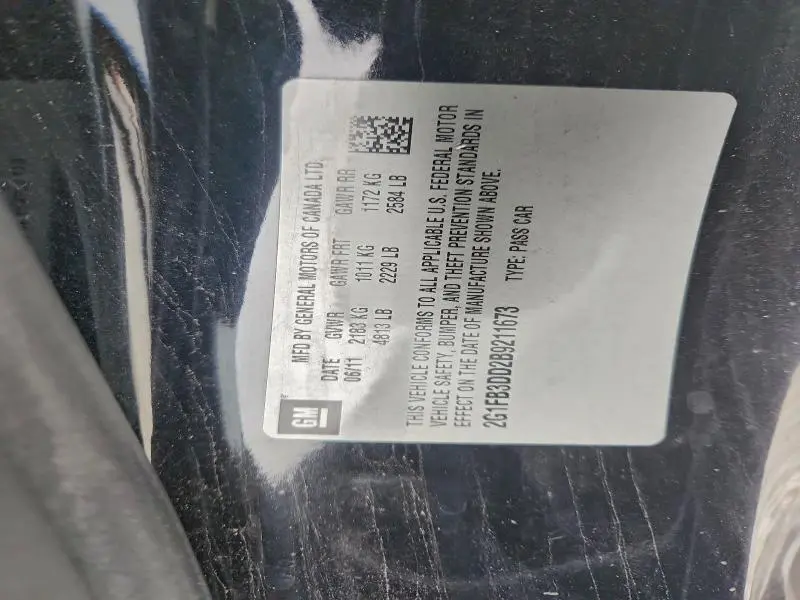 GM
MFD BY GENERAL MOTORS OF CANADA LTD.
DATE GVWR GAWR FRT GAWR RR
06/11 2183 KG 1011 KG 1172 KG
4813 LB 2229 LB 2584 LB
THIS VEHICLE CONFORMS TO ALL APPLICABLE U.S. FEDERAL MOTOR
VEHICLE SAFETY, BUMPER, AND THEFT PREVENTION STANDARDS IN
EFFECT ON THE DATE OF MANUFACTURE SHOWN ABOVE.
2G1FB3DD2B9211673 TYPE: PASS CAR